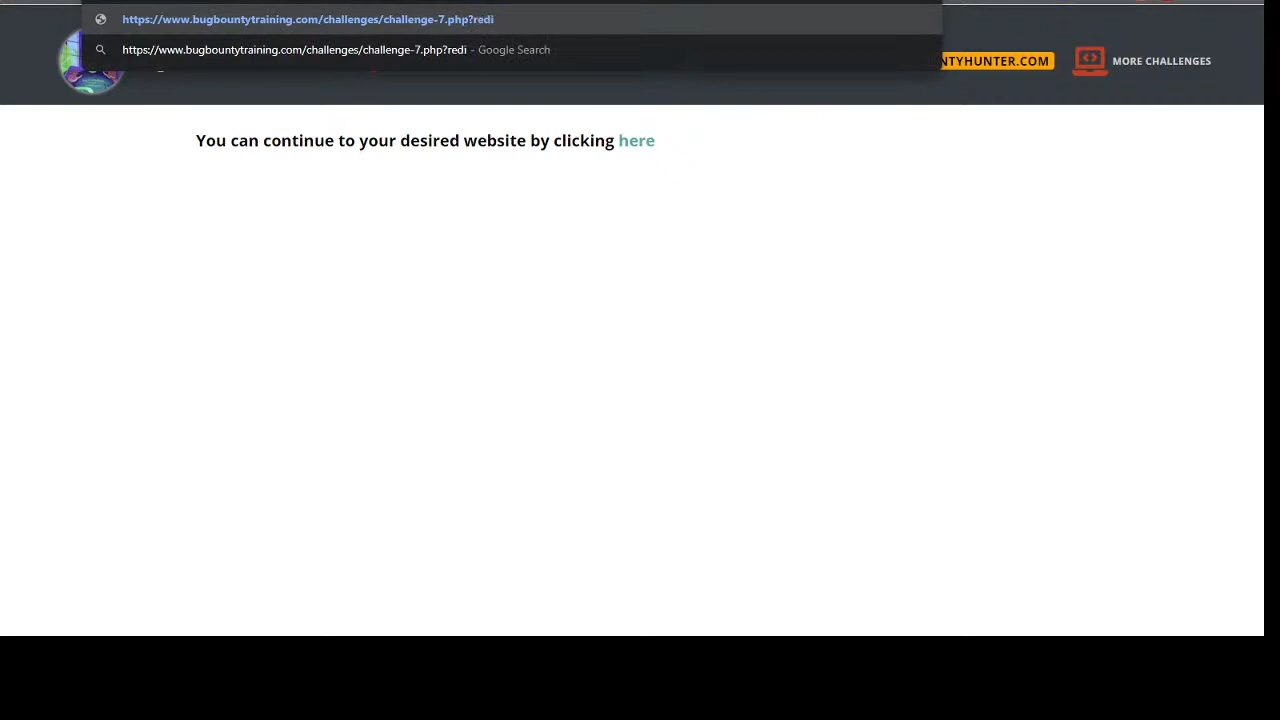 https://www.bugbountytraining.com/challenges/challenge-7.php?redi
https://www.bugbountytraining.com/challenges/challenge-7.php?redi - Google Search
NTYHUNTER.COM
MORE CHALLENGES
You can continue to your desired website by clicking here